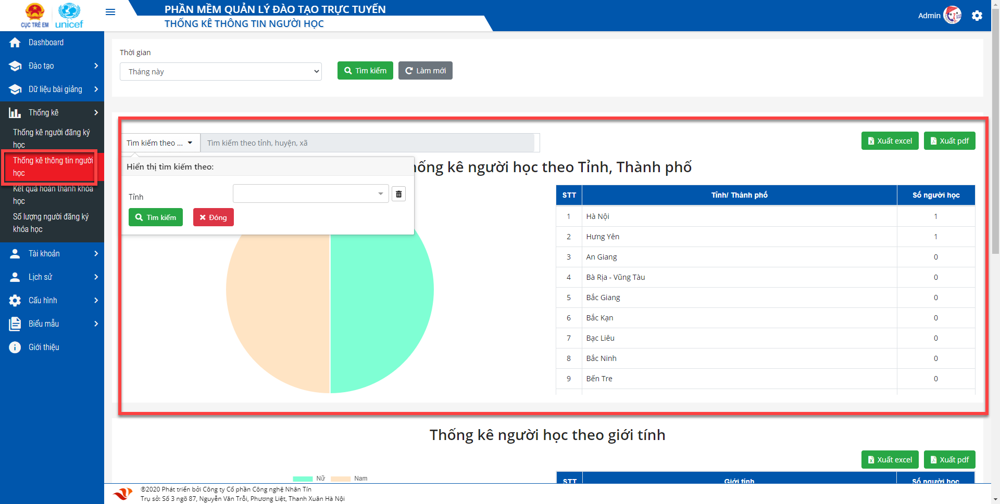 PHẦN MỀM QUẢN LÝ ĐÀO TẠO TRỰC TUYẾN
THỐNG KÊ THÔNG TIN NGƯỜI HỌC
CỤC TRẺ EM
unicef
Admin
111
Dashboard
Đào tạo
Dữ liệu bài giảng
Thống kê
Thống kê người đăng ký
học
Thống kê thông tin người
học
Kết quả hoàn thành khóa
học
Số lượng người đăng ký
khóa học
Tài khoản
Lịch sử
Cấu hình
Biểu mẫu
Giới thiệu
Thời gian
Tháng này
Tìm kiếm
Làm mới
Tìm kiếm theo ...
Tìm kiếm theo tỉnh, huyện, xã
Xuất excel
Xuất pdf
Hiển thị tìm kiếm theo:
Tỉnh
Tìm kiếm
Đóng
hống kê người học theo Tỉnh, Thành phố
STT Tỉnh/ Thành phố Số người học
1 Hà Nội 1
2 Hưng Yên 1
3 An Giang 0
4 Bà Rịa - Vũng Tàu 0
5 Bắc Giang 0
6 Bắc Kạn 0
7 Bạc Liêu 0
8 Bắc Ninh 0
9 Bến Tre 0
Thống kê người học theo giới tính
Xuất excel
Xuất pdf
Nữ
Nam
STT Giới tính Số người học
©2020 Phát triển bởi Công ty Cổ phần Công nghệ Nhân Tín
Trụ sở: Số 3 ngõ 87, Nguyễn Văn Trỗi, Phương Liệt, Thanh Xuân Hà Nội